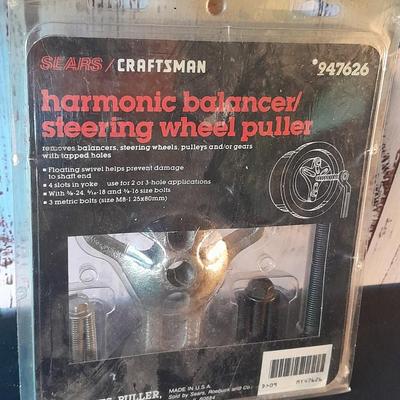 SEARS / CRAFTSMAN
947626
harmonic balancer/
steering wheel puller
removes balancers, steering wheels, pulleys and/or gears
with tapped holes
• Floating swivel helps prevent damage
to shaft end
• 4 slots in yoke use for 2 or 3-hole applications
• With 3/8-24, 5/16-18 and size bolts
• 3 metric bolts (size M8-1.25x80mm)
PULLER,
MADE IN U.S.A.
Sold by Sears, Roebuck and Co.
60684